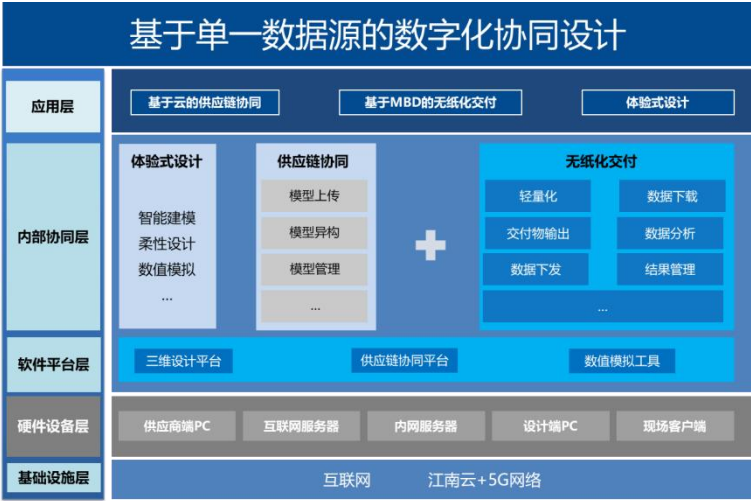 基于单一数据源的数字化协同设计
应用层
基于云的供应链协同
基于MBD的无纸化交付
体验式设计
内部协同层
体验式设计
智能建模
柔性设计
数值模拟
...
供应链协同
模型上传
模型异构
模型管理
...
无纸化交付
轻量化
数据下载
交付物输出
数据分析
数据下发
结果管理
...
软件平台层
三维设计平台
供应链协同平台
数值模拟工具
硬件设备层
供应商端PC
互联网服务器
内网服务器
设计端PC
现场客户端
基础设施层
互联网
江南云+5G网络